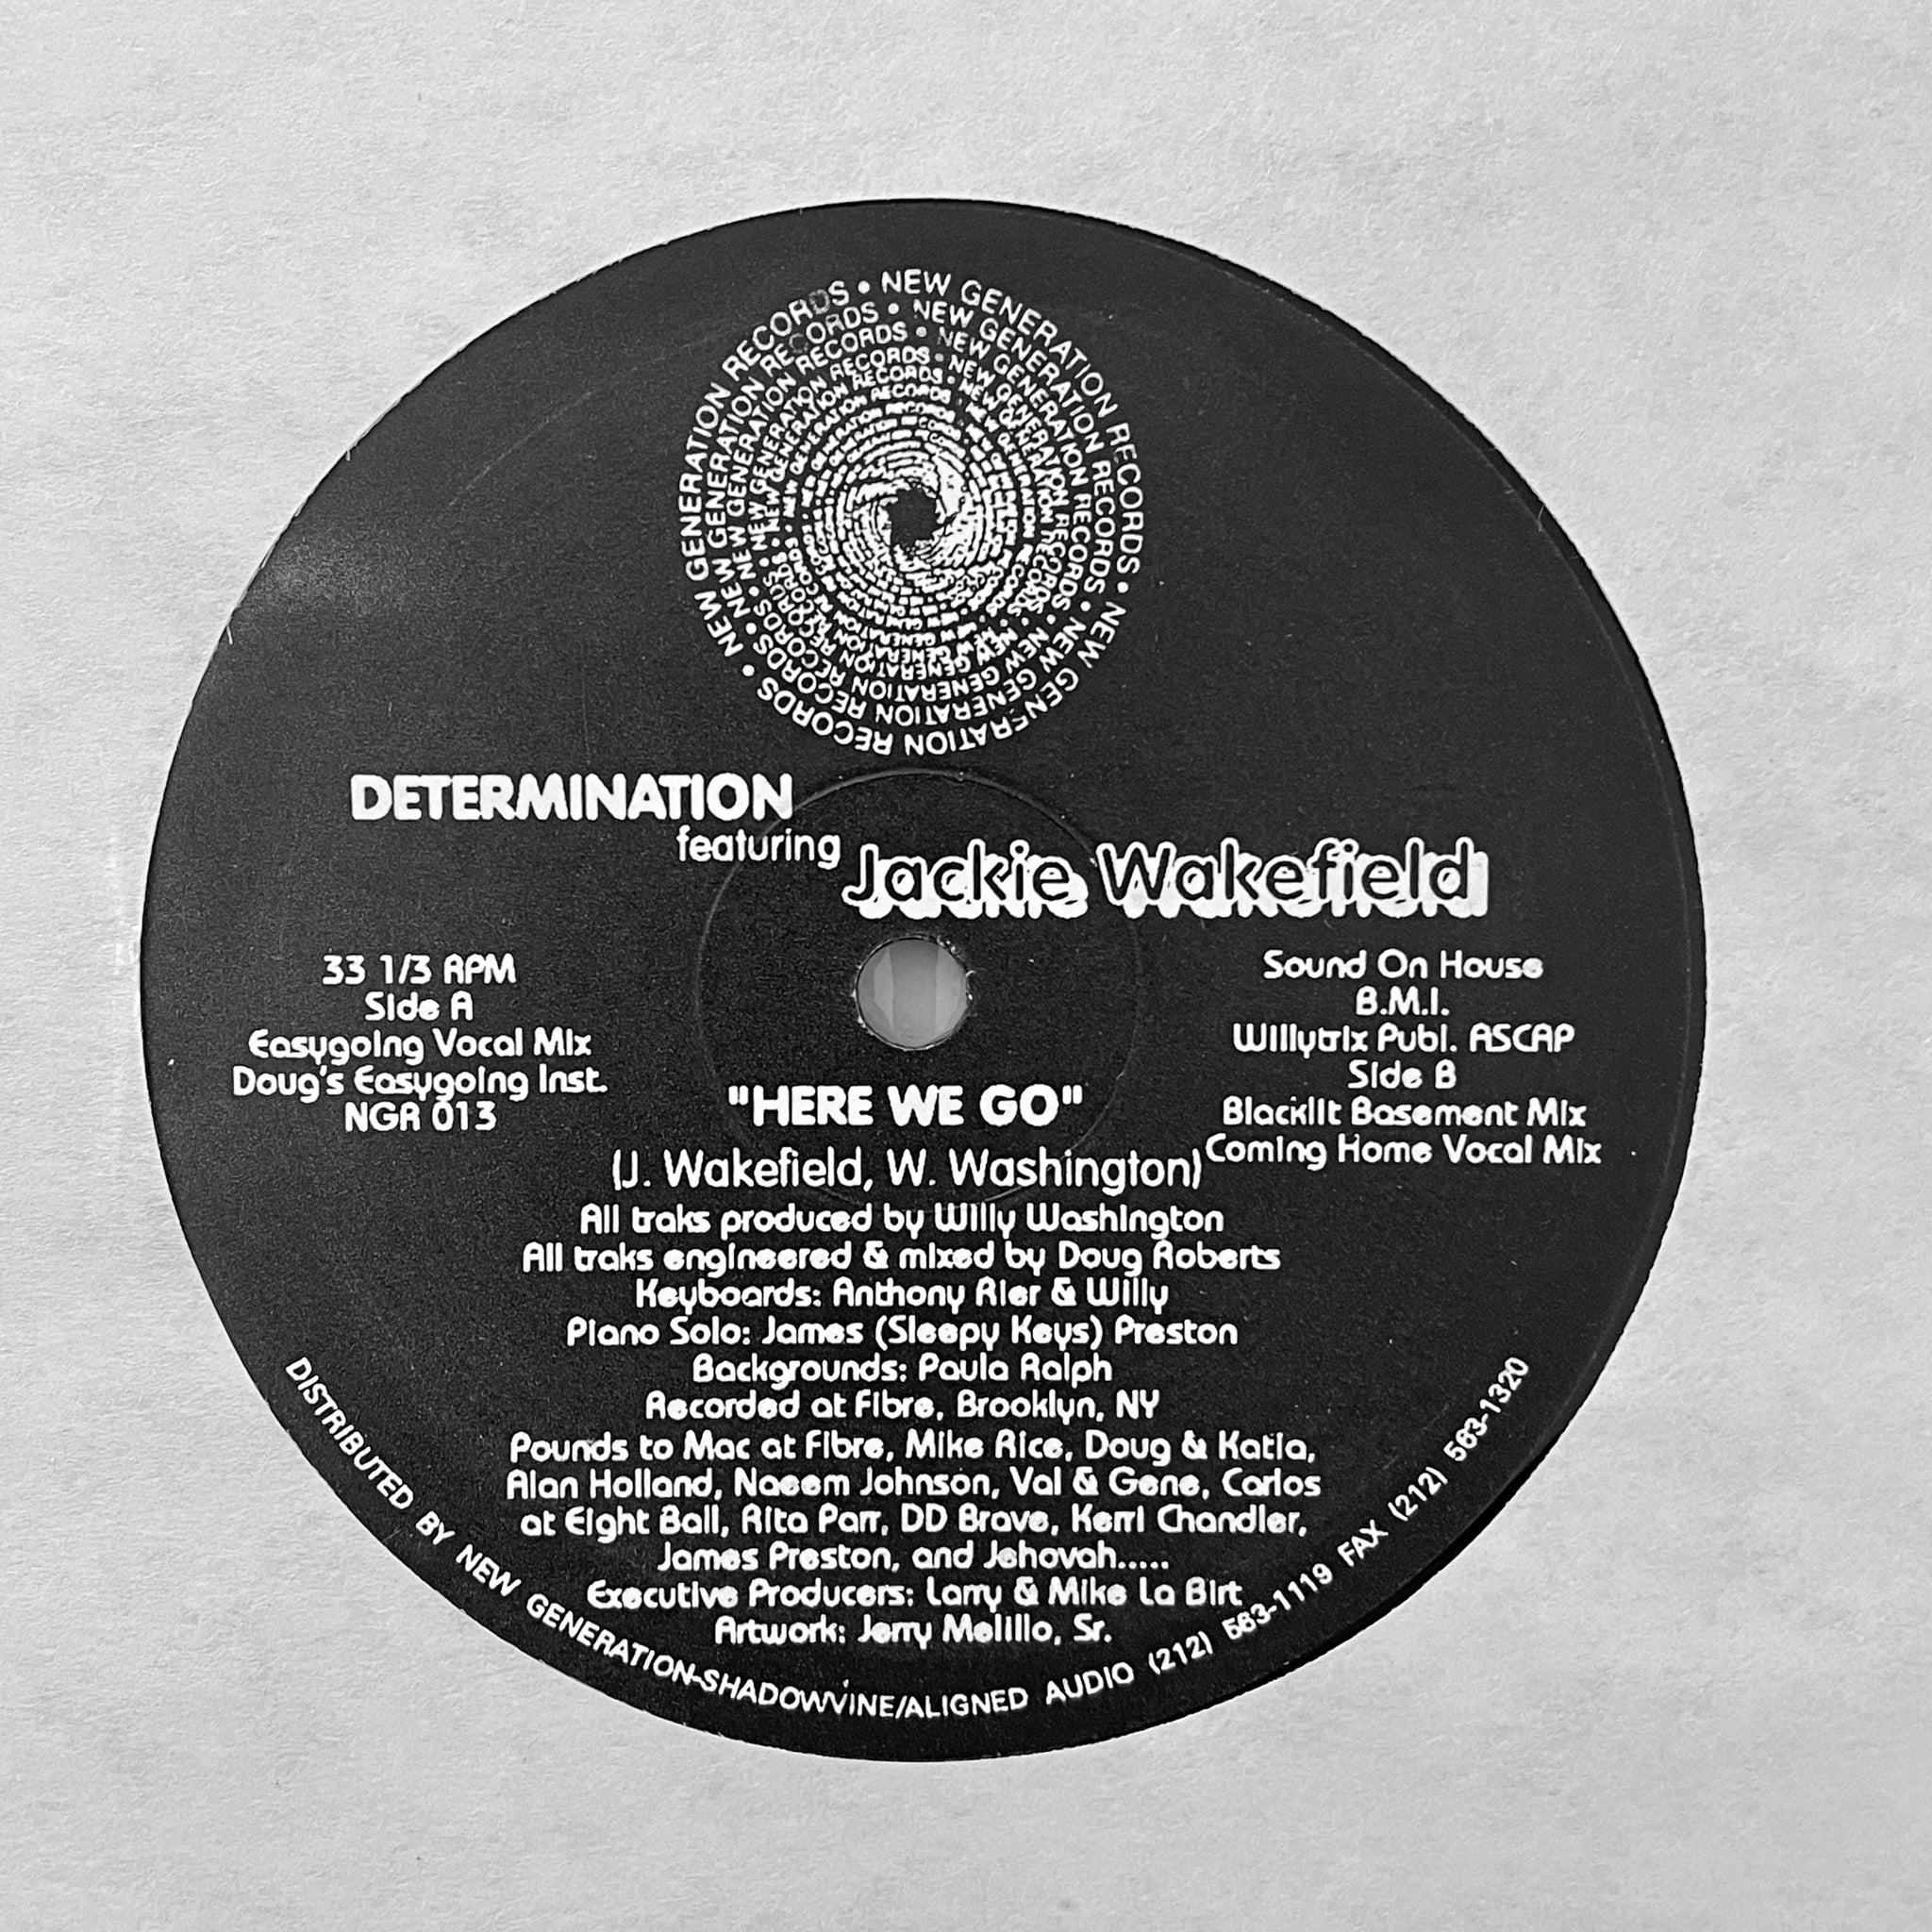 NEW GENERATION RECORDS • NEW GENERATION RECORDS • NEW GENERATION RECORDS •
DETERMINATION
featuring
Jackie Wakefield
33 1/3 RPM
Side A
Easygoing Vocal Mix
Doug's Easygoing Inst.
NGR 013
Sound On House
B.M.I.
Willytrix Publ. ASCAP
Side B
Blacklit Basement Mix
Coming Home Vocal Mix
"HERE WE GO"
(J. Wakefield, W. Washington)
All traks produced by Willy Washington
All traks engineered & mixed by Doug Roberts
Keyboards: Anthony Rier & Willy
Piano Solo: James (Sleepy Keys) Preston
Backgrounds: Paula Ralph
Recorded at Fibre, Brooklyn, NY
Pounds to Mac at Fibre, Mike Rice, Doug & Katia,
Alan Holland, Naeem Johnson, Val & Gene, Carlos
at Eight Ball, Rita Parr, DD Brave, Kerri Chandler,
James Preston, and Jehovah.....
Executive Producers: Larry & Mike La Birt
Artwork: Jerry Melillo, Sr.
DISTRIBUTED BY NEW GENERATION-SHADOWVINE/ALIGNED AUDIO (212) 563-1119 FAX (212) 563-1320